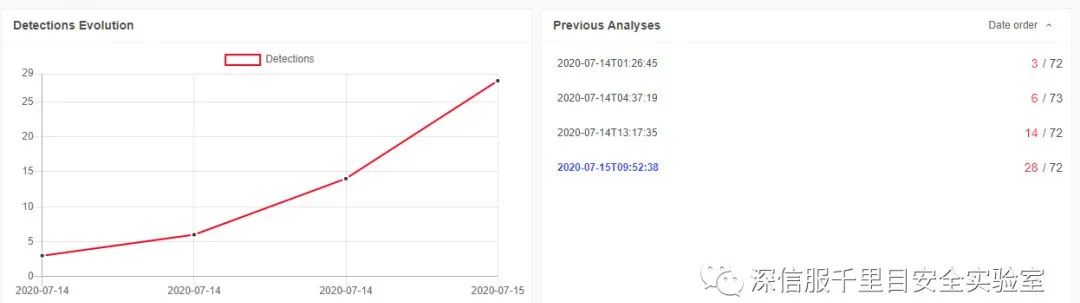 Detections Evolution
Detections
29
25
20
15
10
5
0
2020-07-14
2020-07-14
2020-07-14
2020-07-15
Previous Analyses
Date order
2020-07-14T01:26:45
3 / 72
2020-07-14T04:37:19
6 / 73
2020-07-14T13:17:35
14 / 72
2020-07-15T09:52:38
28 / 72
深信服千里目安全实验室